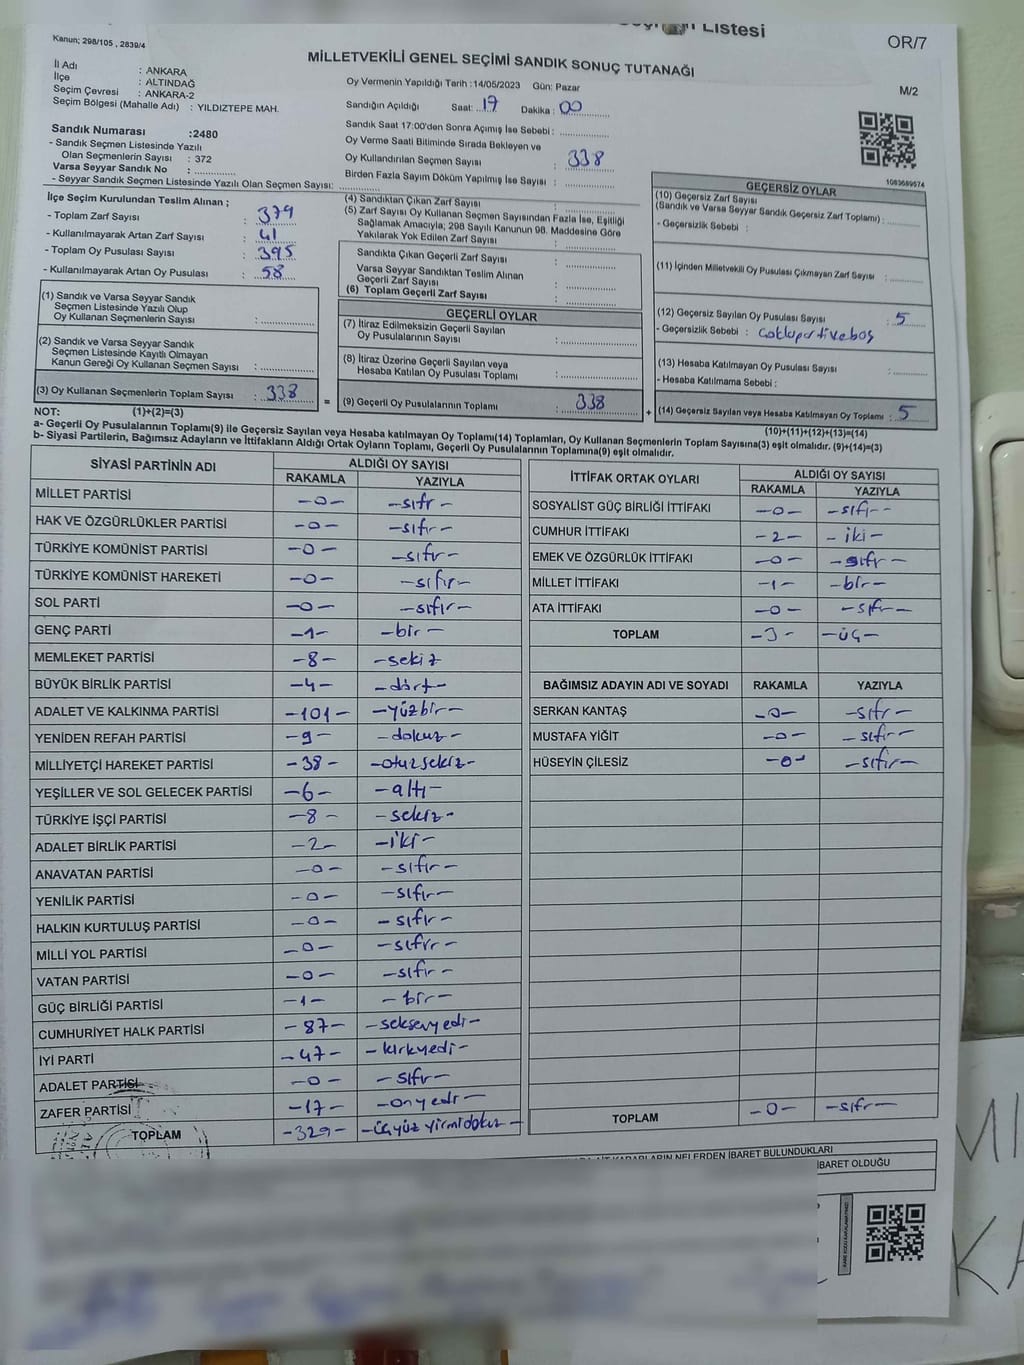 Listesi
OR/7
Kanun; 298/105 , 2839/4
MİLLETVEKİLİ GENEL SEÇİMİ SANDIK SONUÇ TUTANAĞI
M/2
İl Adı : ANKARA
İlçe : ALTINDAĞ
Seçim Çevresi : ANKARA-2
Seçim Bölgesi (Mahalle Adı) : YILDIZTEPE MAH.
Oy Vermenin Yapıldığı Tarih :14/05/2023 Gün: Pazar
Sandığın Açıldığı Saat: 17 Dakika : 00
Sandık Saat 17:00'den Sonra Açımış İse Sebebi :
Oy Verme Saati Bitiminde Sırada Bekleyen ve
Oy Kullandırılan Seçmen Sayısı : 338
Birden Fazla Sayım Döküm Yapılmış İse Sayısı :
Sandık Numarası :2480
- Sandık Seçmen Listesinde Yazılı
Olan Seçmenlerin Sayısı : 372
Varsa Seyyar Sandık No :
- Seyyar Sandık Seçmen Listesinde Yazılı Olan Seçmen Sayısı:
1083689574
İlçe Seçim Kurulundan Teslim Alınan ;
- Toplam Zarf Sayısı : 379
- Kullanılmayarak Artan Zarf Sayısı : 41
- Toplam Oy Pusulası Sayısı : 395
- Kullanılmayarak Artan Oy Pusulası : 58
(4) Sandıktan Çıkan Zarf Sayısı :
(5) Zarf Sayısı Oy Kullanan Seçmen Sayısından Fazla İse, Eşitliği
Sağlamak Amacıyla; 298 Sayılı Kanunun 98. Maddesine Göre
Yakılarak Yok Edilen Zarf Sayısı :
Sandıkta Çıkan Geçerli Zarf Sayısı :
Varsa Seyyar Sandıktan Teslim Alınan
Geçerli Zarf Sayısı :
(6) Toplam Geçerli Zarf Sayısı :
GEÇERSİZ OYLAR
(10) Geçersiz Zarf Sayısı
(Sandık ve Varsa Seyyar Sandık Geçersiz Zarf Toplamı) :
- Geçersizlik Sebebi :
(11) İçinden Milletvekili Oy Pusulası Çıkmayan Zarf Sayısı :
(12) Geçersiz Sayılan Oy Pusulası Sayısı : 5
- Geçersizlik Sebebi :
(13) Hesaba Katılmayan Oy Pusulası Sayısı :
- Hesaba Katılmama Sebebi :
(14) Geçersiz Sayılan veya Hesaba Katılmayan Oy Toplamı : 5
(10)+(11)+(12)+(13)=(14)
(1) Sandık ve Varsa Seyyar Sandık
Seçmen Listesinde Yazılı Olup
Oy Kullanan Seçmenlerin Sayısı :
(2) Sandık ve Varsa Seyyar Sandık
Seçmen Listesinde Kayıtlı Olmayan
Kanun Gereği Oy Kullanan Seçmen Sayısı :
(3) Oy Kullanan Seçmenlerin Toplam Sayısı : 338
GEÇERLİ OYLAR
(7) İtiraz Edilmeksizin Geçerli Sayılan
Oy Pusulalarının Sayısı :
(8) İtiraz Üzerine Geçerli Sayılan veya
Hesaba Katılan Oy Pusulası Toplamı :
= (9) Geçerli Oy Pusulalarının Toplamı : 338 +
NOT: (1)+(2)=(3)
a- Geçerli Oy Pusulalarının Toplamı(9) ile Geçersiz Sayılan veya Hesaba katılmayan Oy Toplamı(14) Toplamları, Oy Kullanan Seçmenlerin Toplam Sayısına(3) eşit olmalıdır. (9)+(14)=(3)
b- Siyasi Partilerin, Bağımsız Adayların ve İttifakların Aldığı Ortak Oyların Toplamı, Geçerli Oy Pusulalarının Toplamına(9) eşit olmalıdır.
SİYASİ PARTİNİN ADI ALDIĞI OY SAYISI
RAKAMLA YAZIYLA
MİLLET PARTİSİ -0- -sıfır-
HAK VE ÖZGÜRLÜKLER PARTİSİ -0- -sıfır-
TÜRKİYE KOMÜNİST PARTİSİ -0- -sıfır-
TÜRKİYE KOMÜNİST HAREKETİ -0- -sıfır-
SOL PARTİ -0- -sıfır-
GENÇ PARTİ -1- -bir-
MEMLEKET PARTİSİ -8- -sekiz
BÜYÜK BİRLİK PARTİSİ -4- -dört-
ADALET VE KALKINMA PARTİSİ -101- -yüzbir-
YENİDEN REFAH PARTİSİ -9- -dokuz-
MİLLİYETÇİ HAREKET PARTİSİ -38- -otuzsekiz-
YEŞİLLER VE SOL GELECEK PARTİSİ -6- -altı-
TÜRKİYE İŞÇİ PARTİSİ -8- -sekiz-
ADALET BİRLİK PARTİSİ -2- -iki-
ANAVATAN PARTİSİ -0- -sıfır-
YENİLİK PARTİSİ -0- -sıfır-
HALKIN KURTULUŞ PARTİSİ -0- -sıfır-
MİLLİ YOL PARTİSİ -0- -sıfır-
VATAN PARTİSİ -0- -sıfır-
GÜÇ BİRLİĞİ PARTİSİ -1- -bir-
CUMHURİYET HALK PARTİSİ -87- -seksenyedi-
İYİ PARTİ -47- -kırkyedi-
ADALET PARTİSİ -0- -sıfır-
ZAFER PARTİSİ -17- -onyedi-
TOPLAM -329- -üçyüz yirmidokuz-
İTTİFAK ORTAK OYLARI ALDIĞI OY SAYISI
RAKAMLA YAZIYLA
SOSYALİST GÜÇ BİRLİĞİ İTTİFAKI -0- -sıfır-
CUMHUR İTTİFAKI -2- -iki-
EMEK VE ÖZGÜRLÜK İTTİFAKI -0- -sıfır-
MİLLET İTTİFAKI -1- -bir-
ATA İTTİFAKI -0- -sıfır-
TOPLAM -3- -üç-
BAĞIMSIZ ADAYIN ADI VE SOYADI RAKAMLA YAZIYLA
SERKAN KANTAŞ -0- -sıfır-
MUSTAFA YİĞİT -0- -sıfır-
HÜSEYİN ÇİLESİZ -0- -sıfır-
TOPLAM -0- -sıfır-
KARARLARIN NELERDEN İBARET BULUNDUKLARI
İBARET OLDUĞU